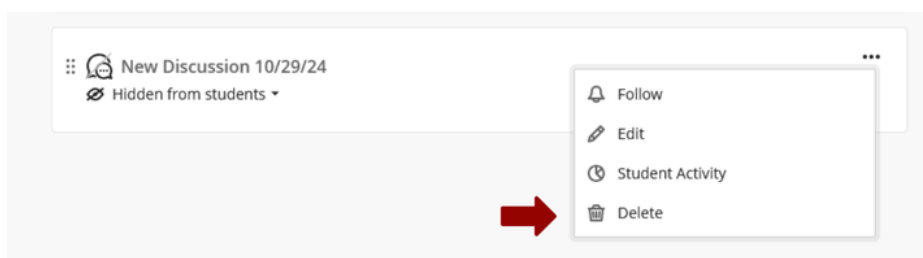 New Discussion 10/29/24
Hidden from students
Follow
Edit
Student Activity
Delete